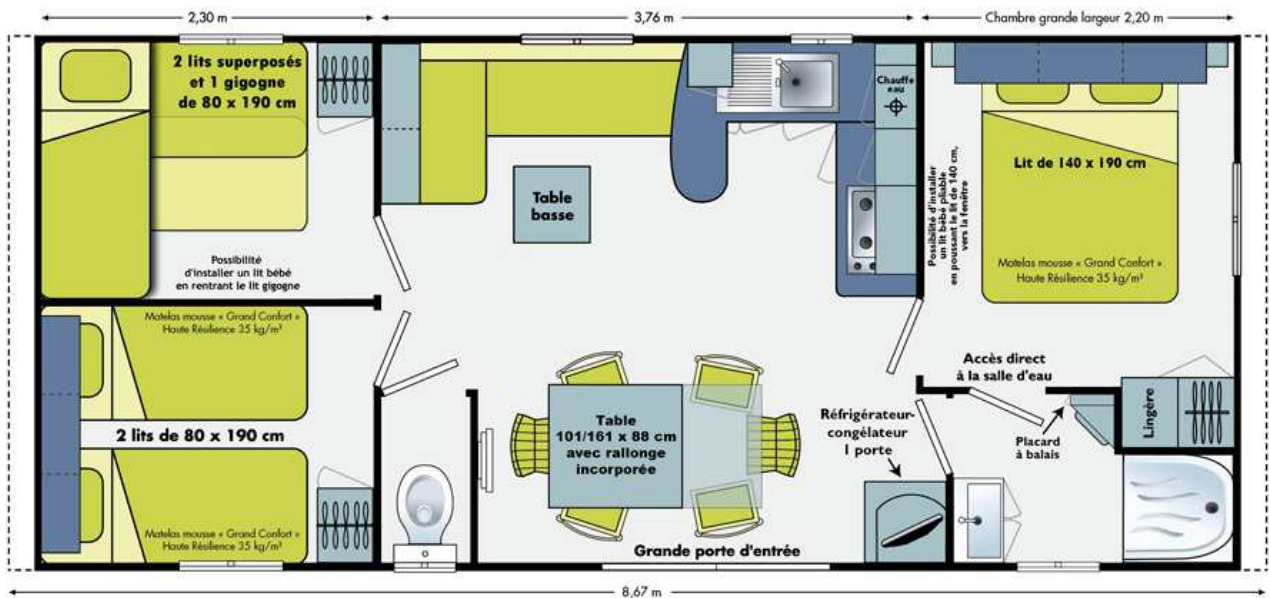 2,30 m
3,76 m
Chambre grande largeur 2,20 m
2 lits superposés
et 1 gigogne
de 80 x 190 cm
Possibilité
d'installer un lit bébé
en rentrant le lit gigogne
Chauffe
eau
Table
basse
Possibilité d'installer
un lit bébé pliable
en poussant le lit de 140 cm,
vers la fenêtre
Lit de 140 x 190 cm
Matelas mousse « Grand Confort »
Haute Résilience 35 kg/m³
Matelas mousse « Grand Confort »
Haute Résilience 35 kg/m³
2 lits de 80 x 190 cm
Matelas mousse « Grand Confort »
Haute Résilience 35 kg/m³
Table
101/161 x 88 cm
avec rallonge
incorporée
Réfrigérateur-
congélateur
1 porte
Accès direct
à la salle d'eau
Placard
à balais
Lingère
Grande porte d'entrée
8,67 m